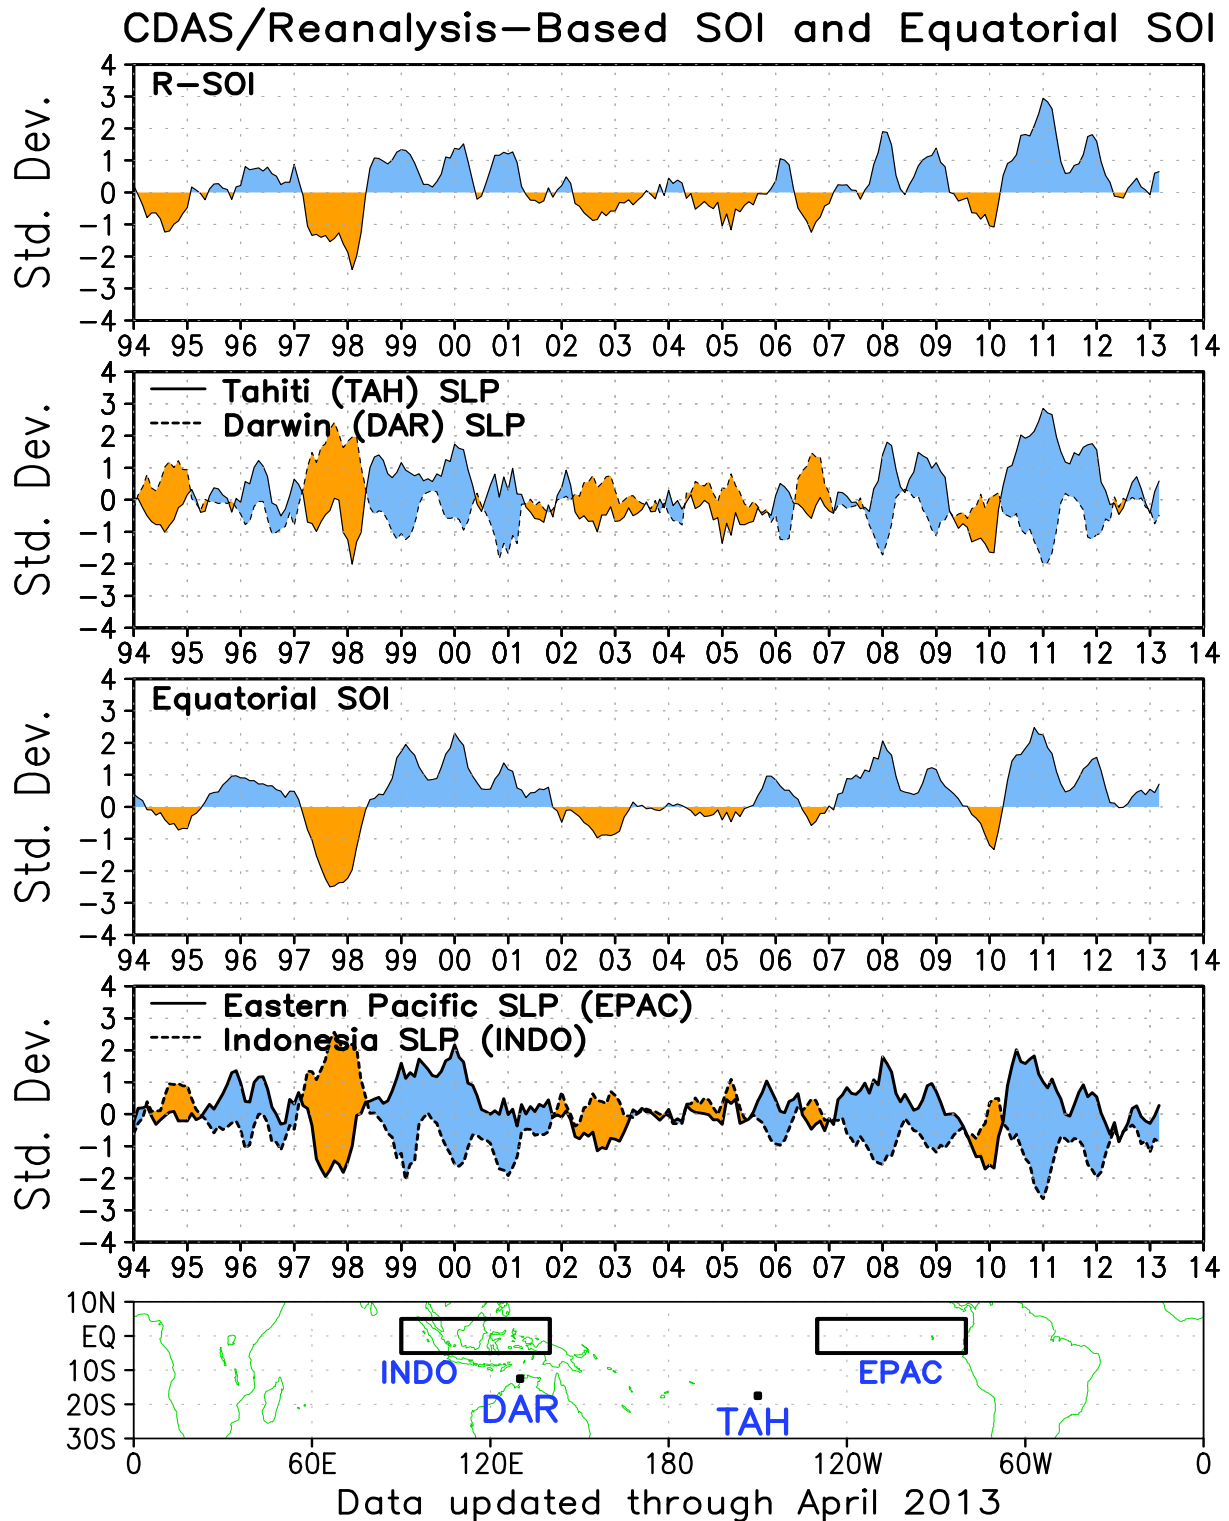 CDAS/Reanalysis-Based SOI and Equatorial SOI
R-SOI
Std. Dev.
4
3
2
1
0
-1
-2
-3
-4
94 95 96 97 98 99 00 01 02 03 04 05 06 07 08 09 10 11 12 13 14
Tahiti (TAH) SLP
Darwin (DAR) SLP
Std. Dev.
4
3
2
1
0
-1
-2
-3
-4
94 95 96 97 98 99 00 01 02 03 04 05 06 07 08 09 10 11 12 13 14
Equatorial SOI
Std. Dev.
4
3
2
1
0
-1
-2
-3
-4
94 95 96 97 98 99 00 01 02 03 04 05 06 07 08 09 10 11 12 13 14
Eastern Pacific SLP (EPAC)
Indonesia SLP (INDO)
Std. Dev.
4
3
2
1
0
-1
-2
-3
-4
94 95 96 97 98 99 00 01 02 03 04 05 06 07 08 09 10 11 12 13 14
10N
EQ
10S
20S
30S
INDO
EPAC
DAR
TAH
0 60E 120E 180 120W 60W 0
Data updated through April 2013